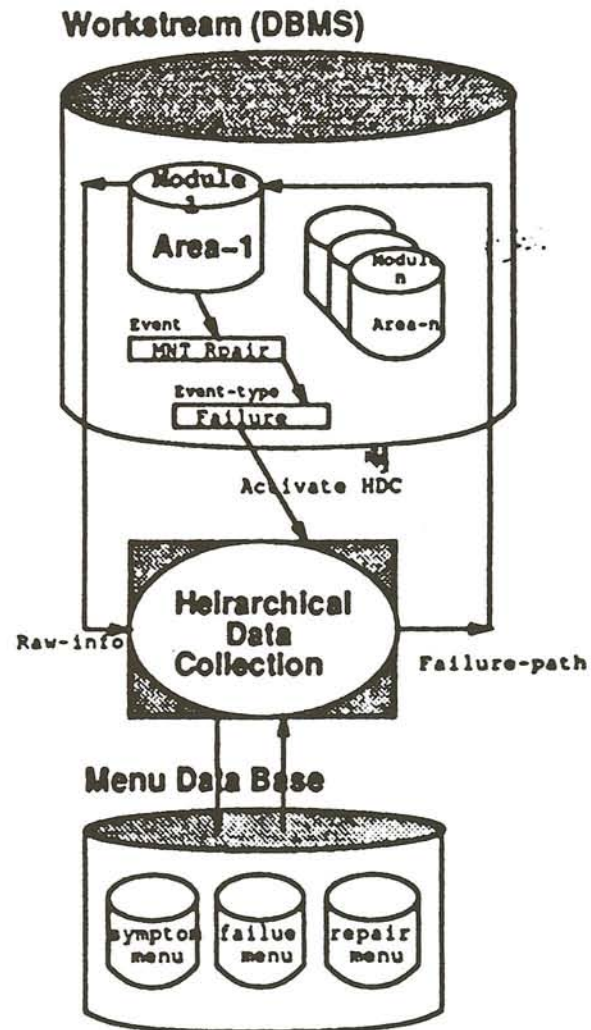 Workstream (DBMS)
Module
1
Area-1
Module
n
Area-n
Event
MNT Rpair
Event-type
Failure
Activate HDC
Heirarchical
Data
Collection
Raw-info
Failure-path
Menu Data Base
symptom
menu
failue
menu
repair
menu